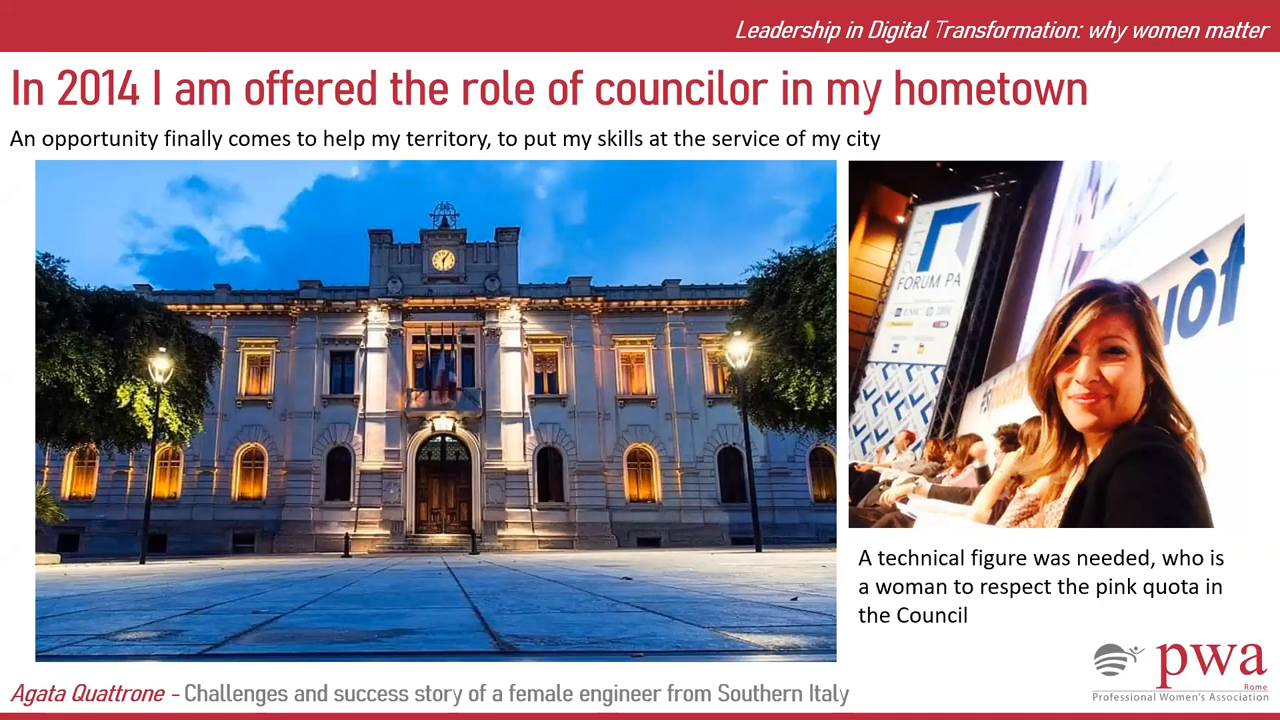 Leadership in Digital Transformation: why women matter
In 2014 I am offered the role of councilor in my hometown
An opportunity finally comes to help my territory, to put my skills at the service of my city
FORUM PA
A technical figure was needed, who is
a woman to respect the pink quota in
the Council
pwa
Rome
Professional Women's Association
Agata Quattrone - Challenges and success story of a female engineer from Southern Italy